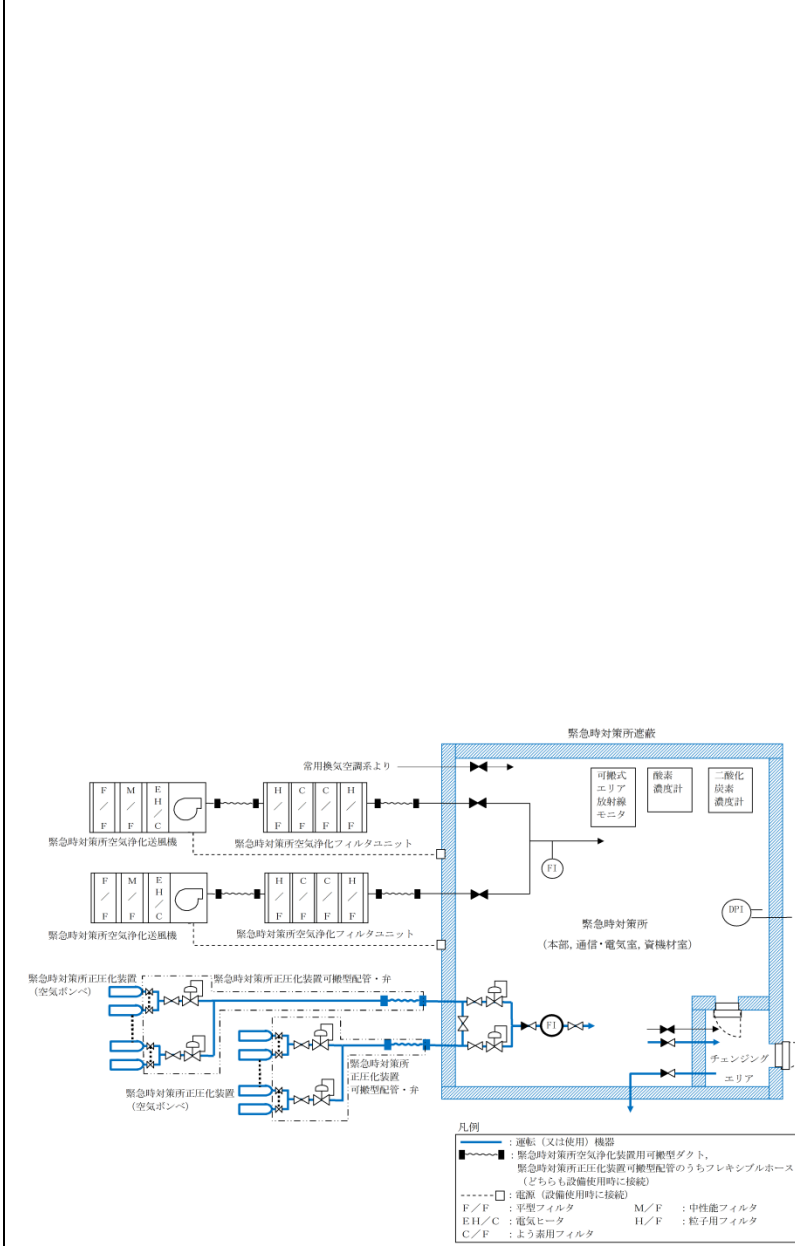 緊急時対策所遮蔽
常用換気空調系より
可搬式
エリア
放射線
モニタ
酸素
濃度計
二酸化
炭素
濃度計
F/F
M/F
EH/C
H/F
C/F
C/F
H/F
緊急時対策所空気浄化送風機
緊急時対策所空気浄化フィルタユニット
FI
F/F
M/F
EH/C
H/F
C/F
C/F
H/F
緊急時対策所空気浄化送風機
緊急時対策所空気浄化フィルタユニット
DPI
緊急時対策所
(本部,通信・電気室,資機材室)
緊急時対策所正圧化装置
(空気ボンベ)
緊急時対策所正圧化装置可搬型配管・弁
FI
緊急時対策所
正圧化装置
可搬型配管・弁
緊急時対策所正圧化装置
(空気ボンベ)
チェンジング
エリア
凡例
:運転(又は使用)機器
:緊急時対策所空気浄化装置用可搬型ダクト,
緊急時対策所正圧化装置可搬型配管のうちフレキシブルホース
(どちらも設備使用時に接続)
:電源(設備使用時に接続)
F/F :平型フィルタ M/F :中性能フィルタ
EH/C :電気ヒータ H/F :粒子用フィルタ
C/F :よう素用フィルタ